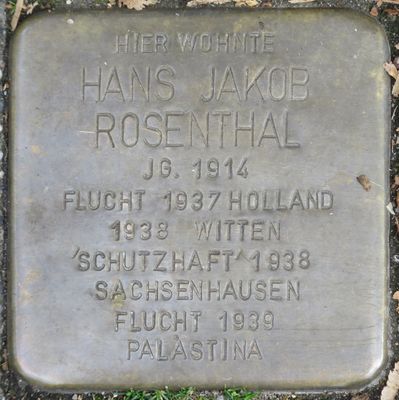 HIER WOHNTE
HANS JAKOB
ROSENTHAL
JG. 1914
FLUCHT 1937 HOLLAND
1938 WITTEN
'SCHUTZHAFT' 1938
SACHSENHAUSEN
FLUCHT 1939
PALÄSTINA